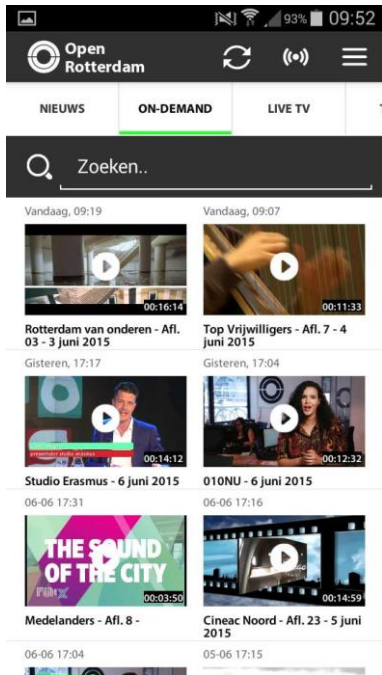 93% 09:52
Open
Rotterdam
NIEUWS ON-DEMAND LIVE TV
Zoeken..
Vandaag, 09:19 Vandaag, 09:07
00:16:14 00:11:33
Rotterdam van onderen - Afl. Top Vrijwilligers - Afl. 7 - 4
03 - 3 juni 2015 juni 2015
Gisteren, 17:17 Gisteren, 17:04
presentator studio erasmus
00:14:12 00:12:32
Studio Erasmus - 6 juni 2015 010NU - 6 juni 2015
06-06 17:31 06-06 17:16
THE SOUND
OF THE CITY
00:03:50 00:14:59
Medelanders - Afl. 8 - Cineac Noord - Afl. 23 - 5 juni
2015
06-06 17:04 05-06 17:15